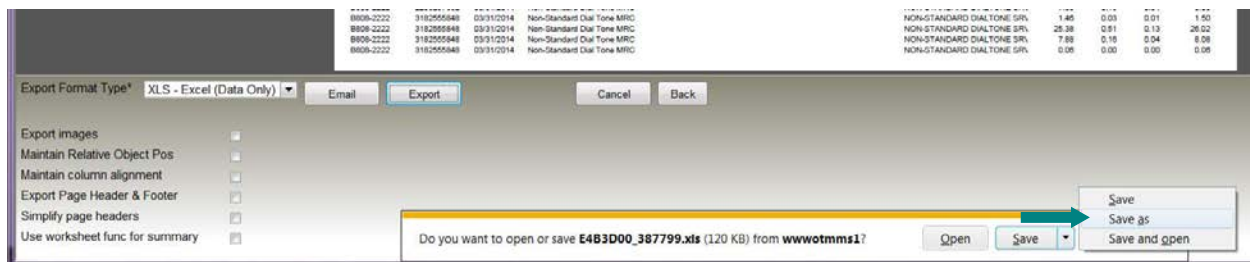 B808-2222 3182555848 03/31/2014 Non-Standard Dial Tone MRC NON-STANDARD DIALTONE SRV 1.46 0.03 0.01 1.50
B808-2222 3182555848 03/31/2014 Non-Standard Dial Tone MRC NON-STANDARD DIALTONE SRV 25.38 0.51 0.13 26.02
B808-2222 3182555848 03/31/2014 Non-Standard Dial Tone MRC NON-STANDARD DIALTONE SRV 7.88 0.16 0.04 8.08
B808-2222 3182555848 03/31/2014 Non-Standard Dial Tone MRC NON-STANDARD DIALTONE SRV 0.06 0.00 0.00 0.06
Export Format Type* XLS - Excel (Data Only) Email Export Cancel Back
Export images
Maintain Relative Object Pos
Maintain column alignment
Export Page Header & Footer
Simplify page headers
Use worksheet func for summary
Do you want to open or save E4B3D00_387799.xls (120 KB) from wwwotmms1? Open Save
Save
Save as
Save and open